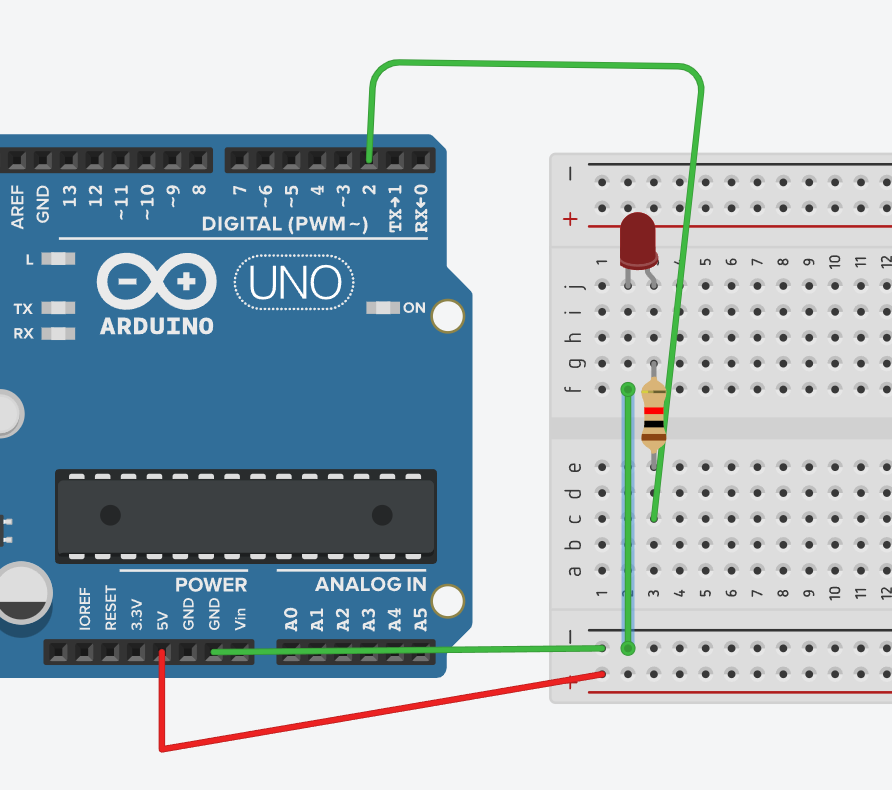 AREF GND 13 12 ~11 ~10 ~9 8 7 ~6 ~5 4 ~3 2 TX→1 RX←0
DIGITAL (PWM~)
L
TX
RX
UNO
ON
ARDUINO
POWER
ANALOG IN
IOREF RESET 3.3V 5V GND GND Vin A0 A1 A2 A3 A4 A5
−
+
1 4 5 6 7 8 9 10 11 12
j
i
h
g
f
e
d
c
b
a
1 3 4 5 6 7 8 9 10 11 12
−
+